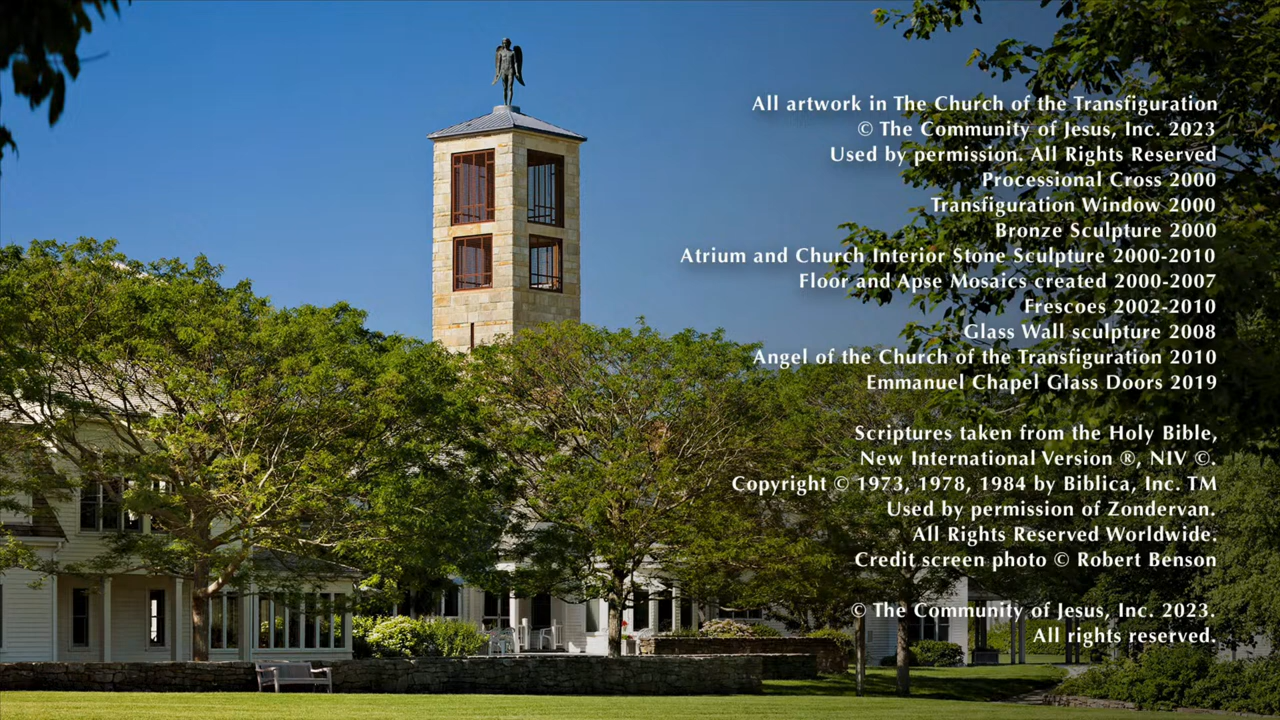 All artwork in The Church of the Transfiguration
© The Community of Jesus, Inc. 2023
Used by permission. All Rights Reserved
Processional Cross 2000
Transfiguration Window 2000
Bronze Sculpture 2000
Atrium and Church Interior Stone Sculpture 2000-2010
Floor and Apse Mosaics created 2000-2007
Frescoes 2002-2010
Glass Wall sculpture 2008
Angel of the Church of the Transfiguration 2010
Emmanuel Chapel Glass Doors 2019
Scriptures taken from the Holy Bible,
New International Version ®, NIV ©.
Copyright © 1973, 1978, 1984 by Biblica, Inc. TM
Used by permission of Zondervan.
All Rights Reserved Worldwide.
Credit screen photo © Robert Benson
© The Community of Jesus, Inc. 2023.
All rights reserved.